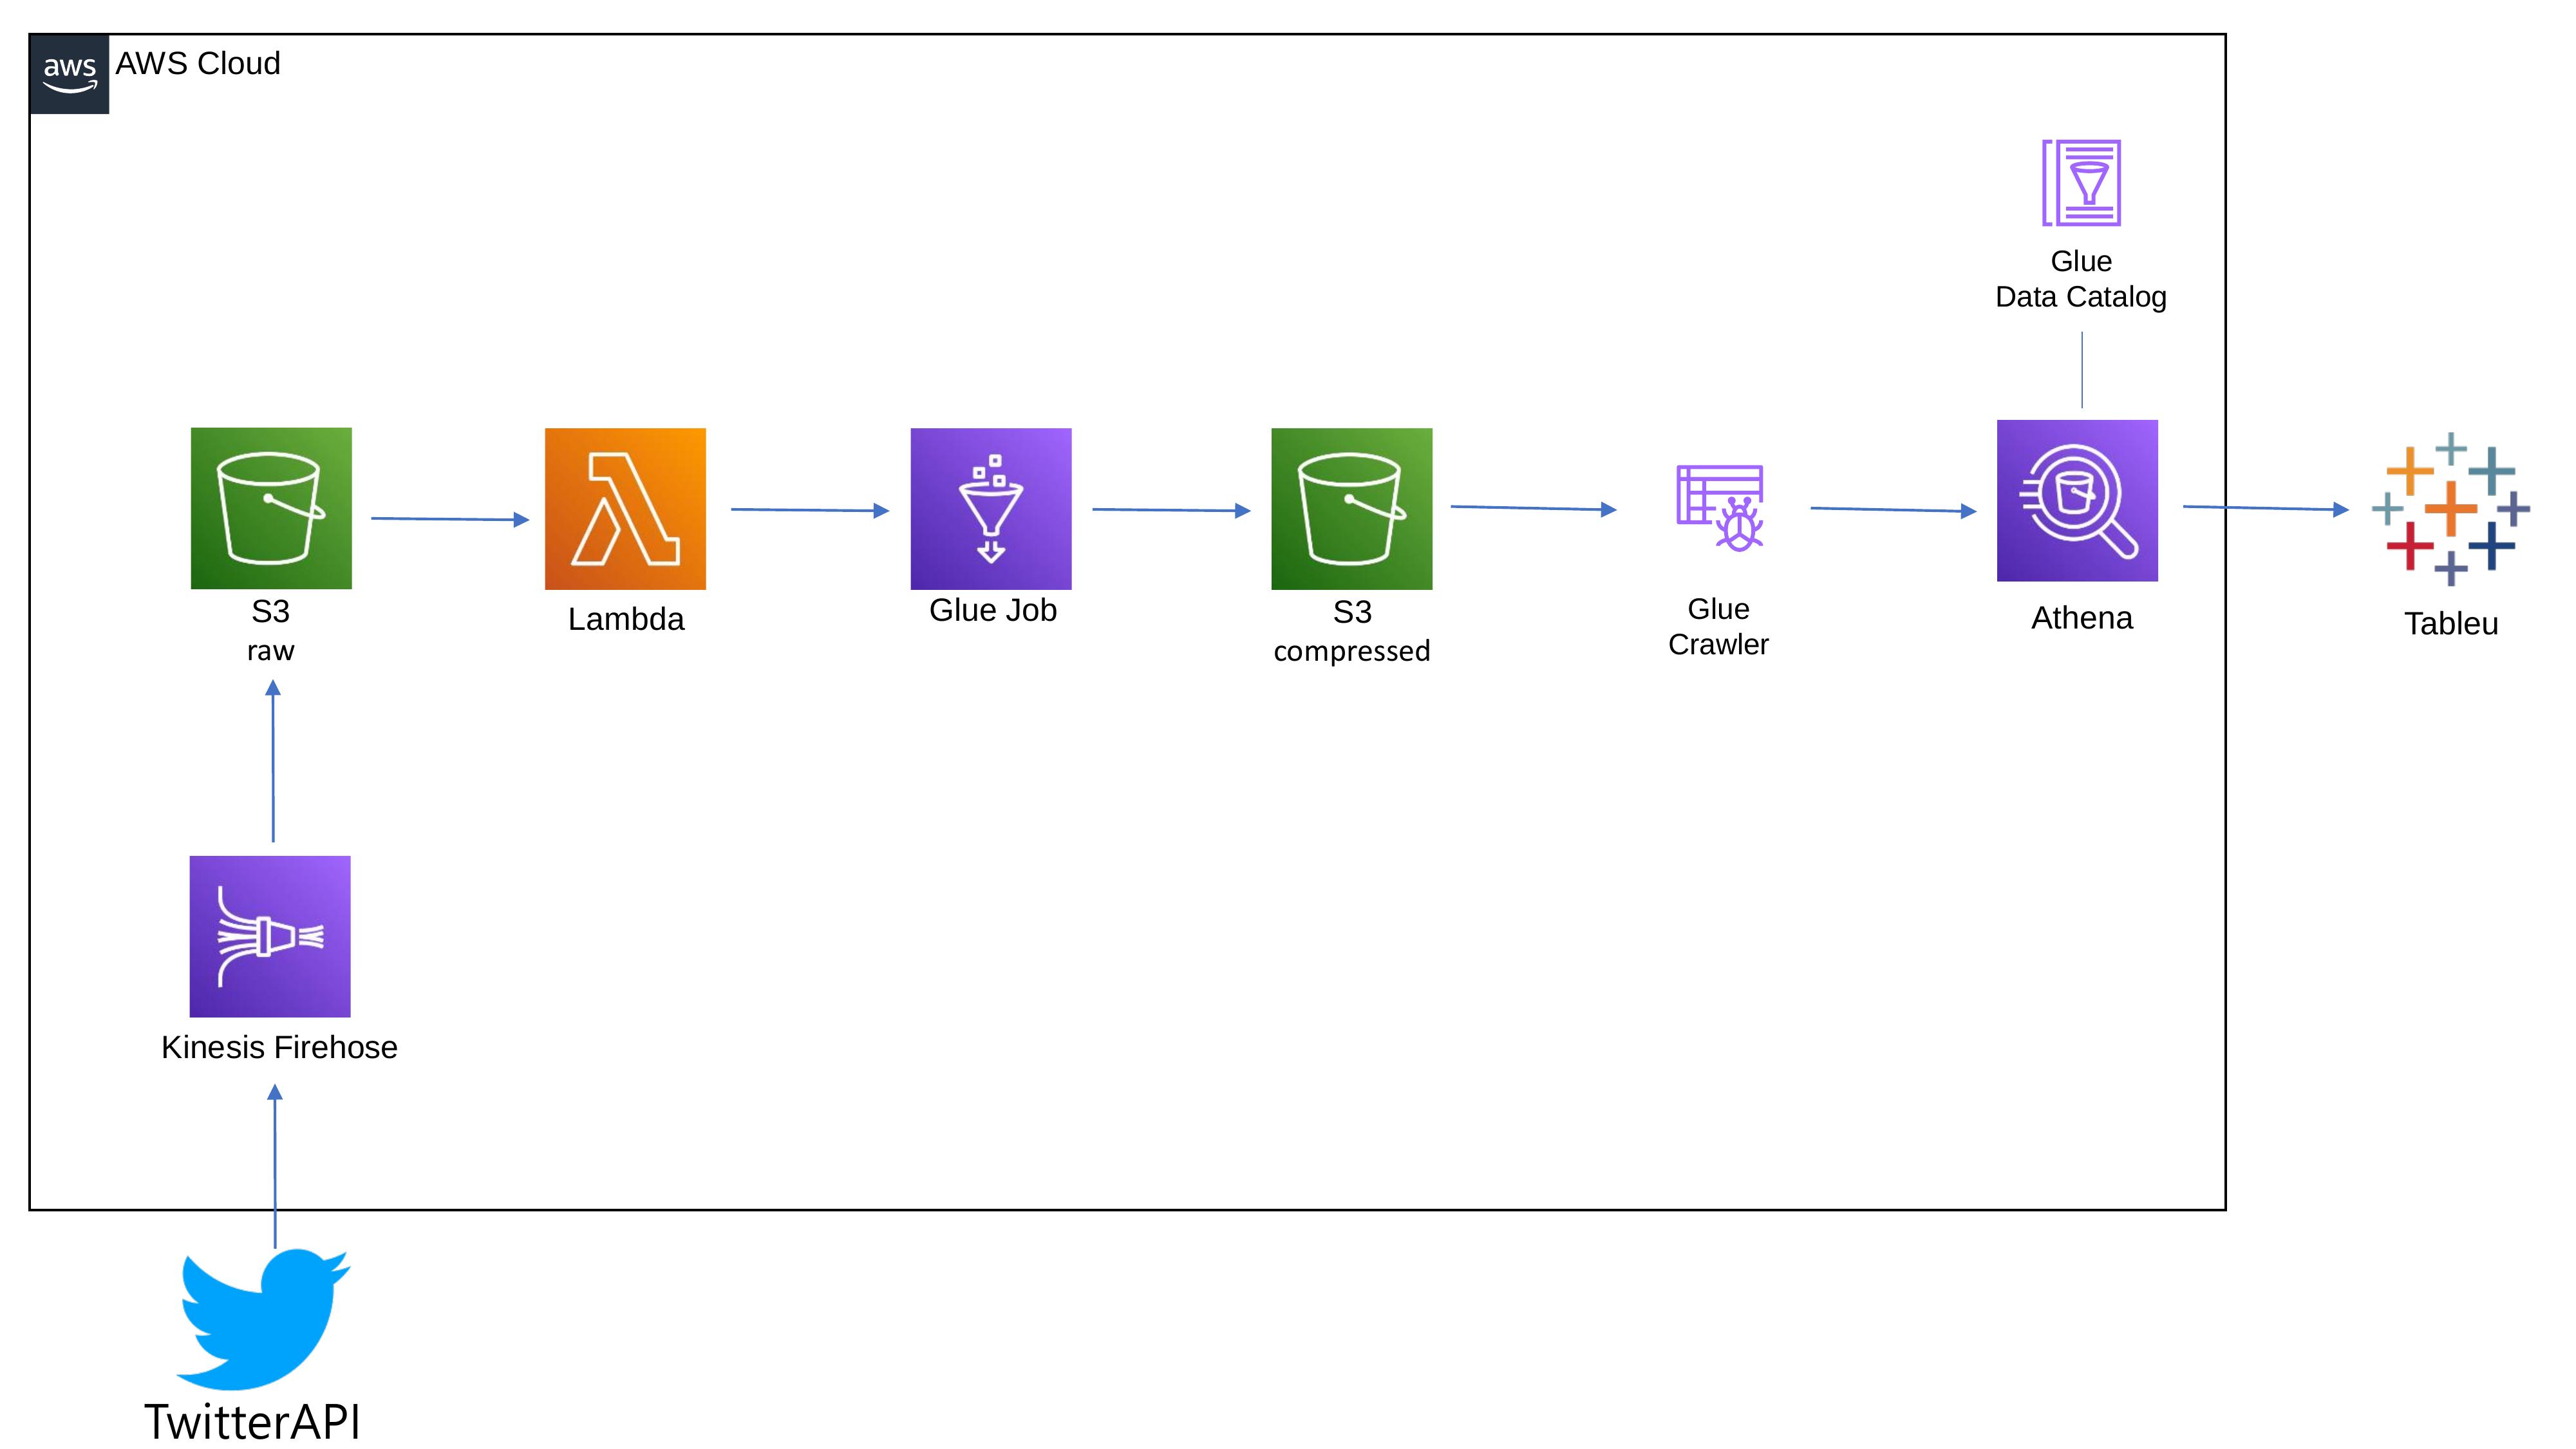 aws
AWS Cloud
Glue
Data Catalog
S3
raw
Lambda
Glue Job
S3
compressed
Glue
Crawler
Athena
Tableu
Kinesis Firehose
TwitterAPI